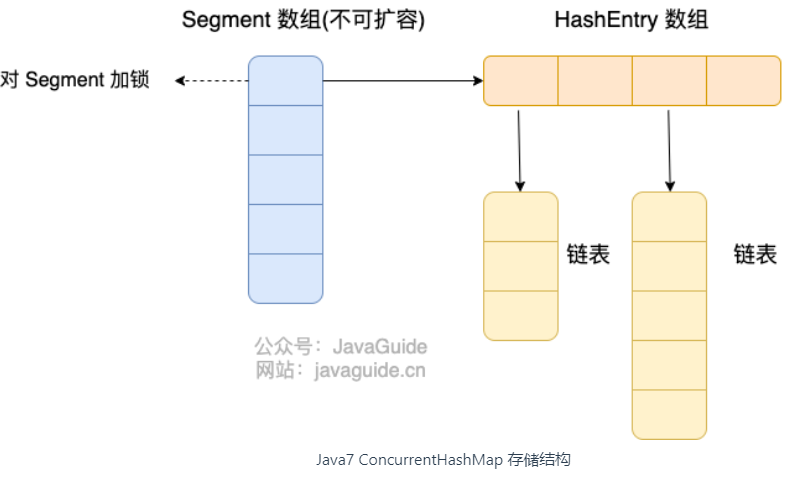 Segment 数组(不可扩容)
HashEntry 数组
对 Segment 加锁
链表
链表
公众号：JavaGuide
网站：javaguide.cn
Java7 ConcurrentHashMap 存储结构